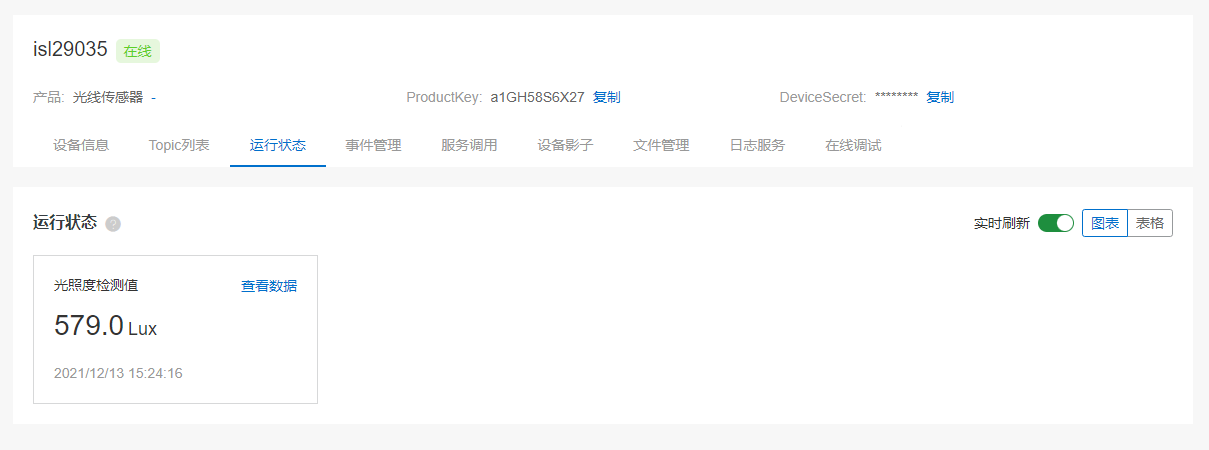 isl29035 在线
产品: 光线传感器 - ProductKey: a1GH58S6X27 复制 DeviceSecret: ******** 复制
设备信息 Topic列表 运行状态 事件管理 服务调用 设备影子 文件管理 日志服务 在线调试
运行状态 ? 实时刷新 图表 表格
光照度检测值 查看数据
579.0 Lux
2021/12/13 15:24:16